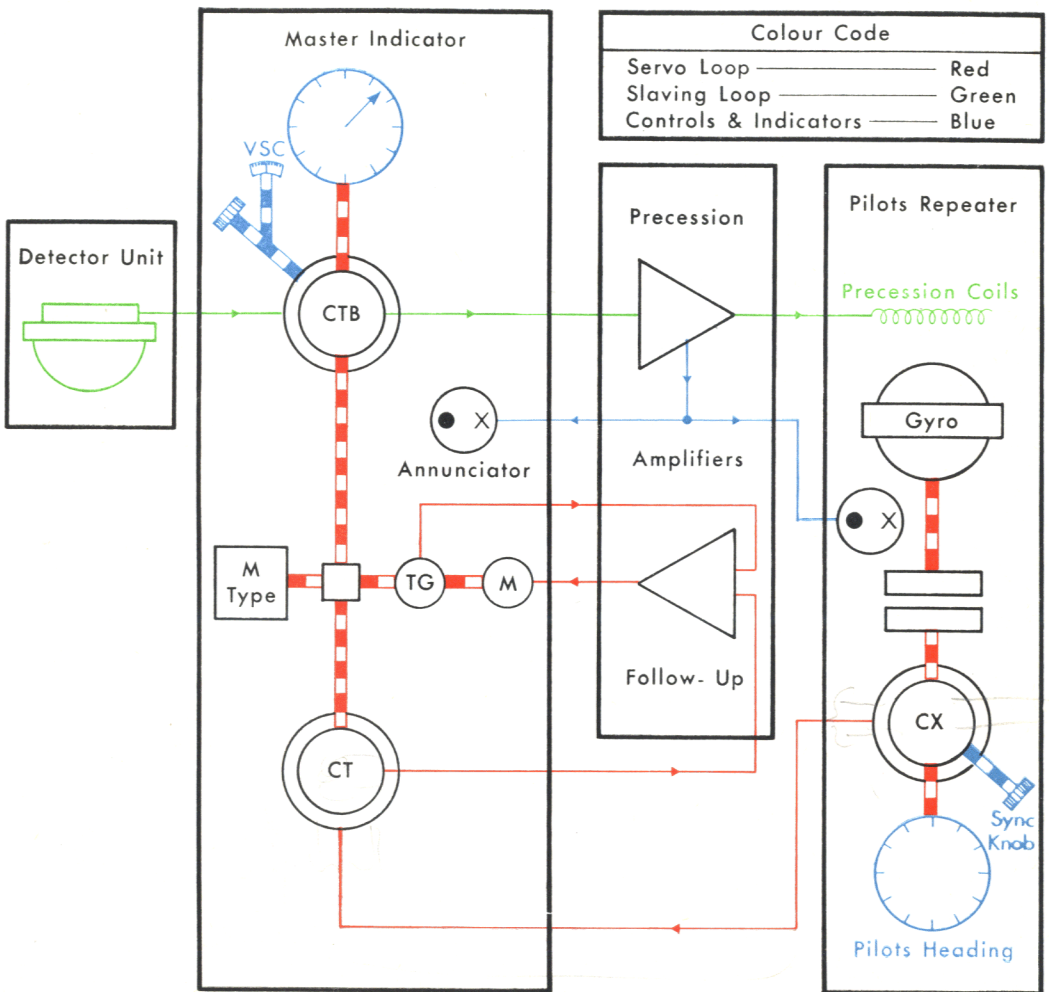 Master Indicator
Colour Code
Servo Loop Red
Slaving Loop Green
Controls & Indicators Blue
VSC
Detector Unit
CTB
Precession
Pilots Repeater
Precession Coils
X
Annunciator
Amplifiers
Gyro
X
M
Type
TG
M
Follow- Up
CX
CT
Sync
Knob
Pilots Heading